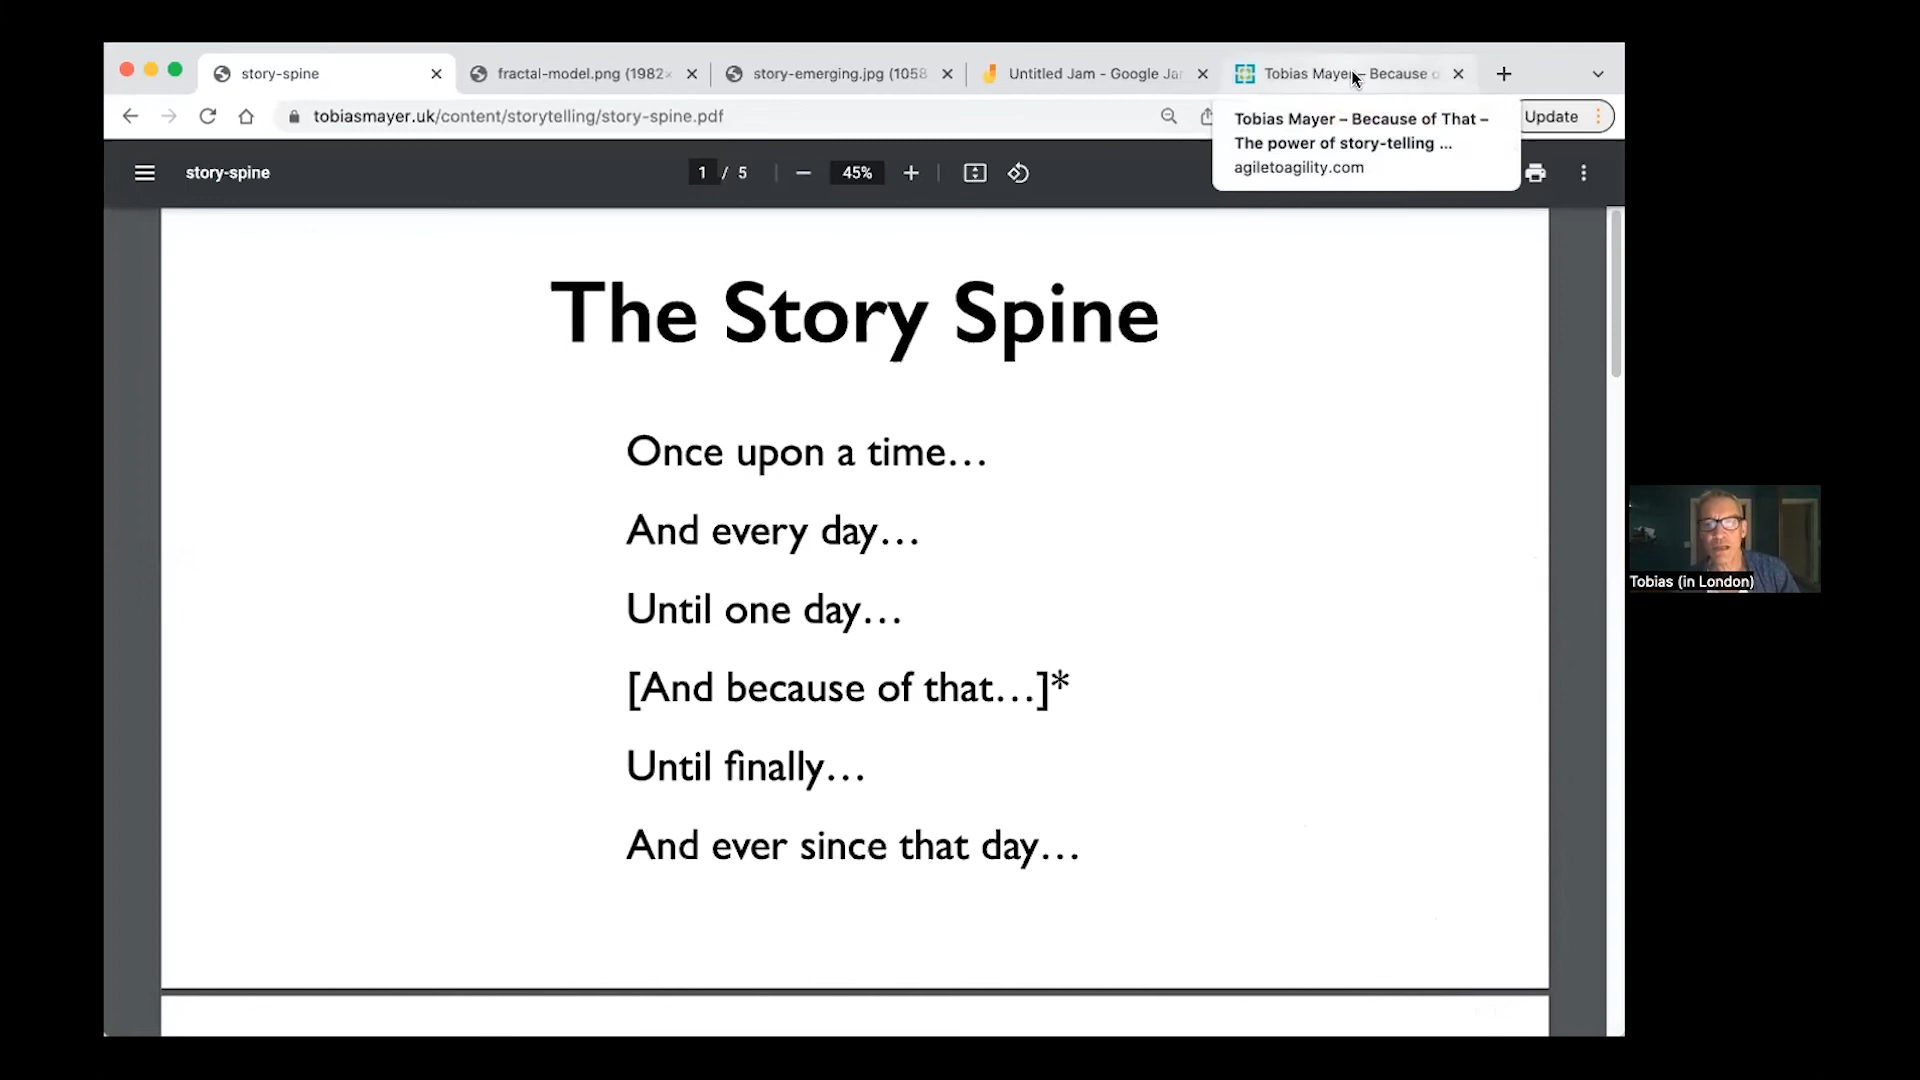 story-spine
fractal-model.png (1982×
story-emerging.jpg (1058
Untitled Jam - Google Ja
Tobias Mayer – Because o
tobiasmayer.uk/content/storytelling/story-spine.pdf
Update
Tobias Mayer – Because of That –
The power of story-telling ...
agiletoagility.com
story-spine
1 / 5
45%
The Story Spine
Once upon a time…
And every day…
Until one day…
[And because of that…]*
Until finally…
And ever since that day…
Tobias (in London)